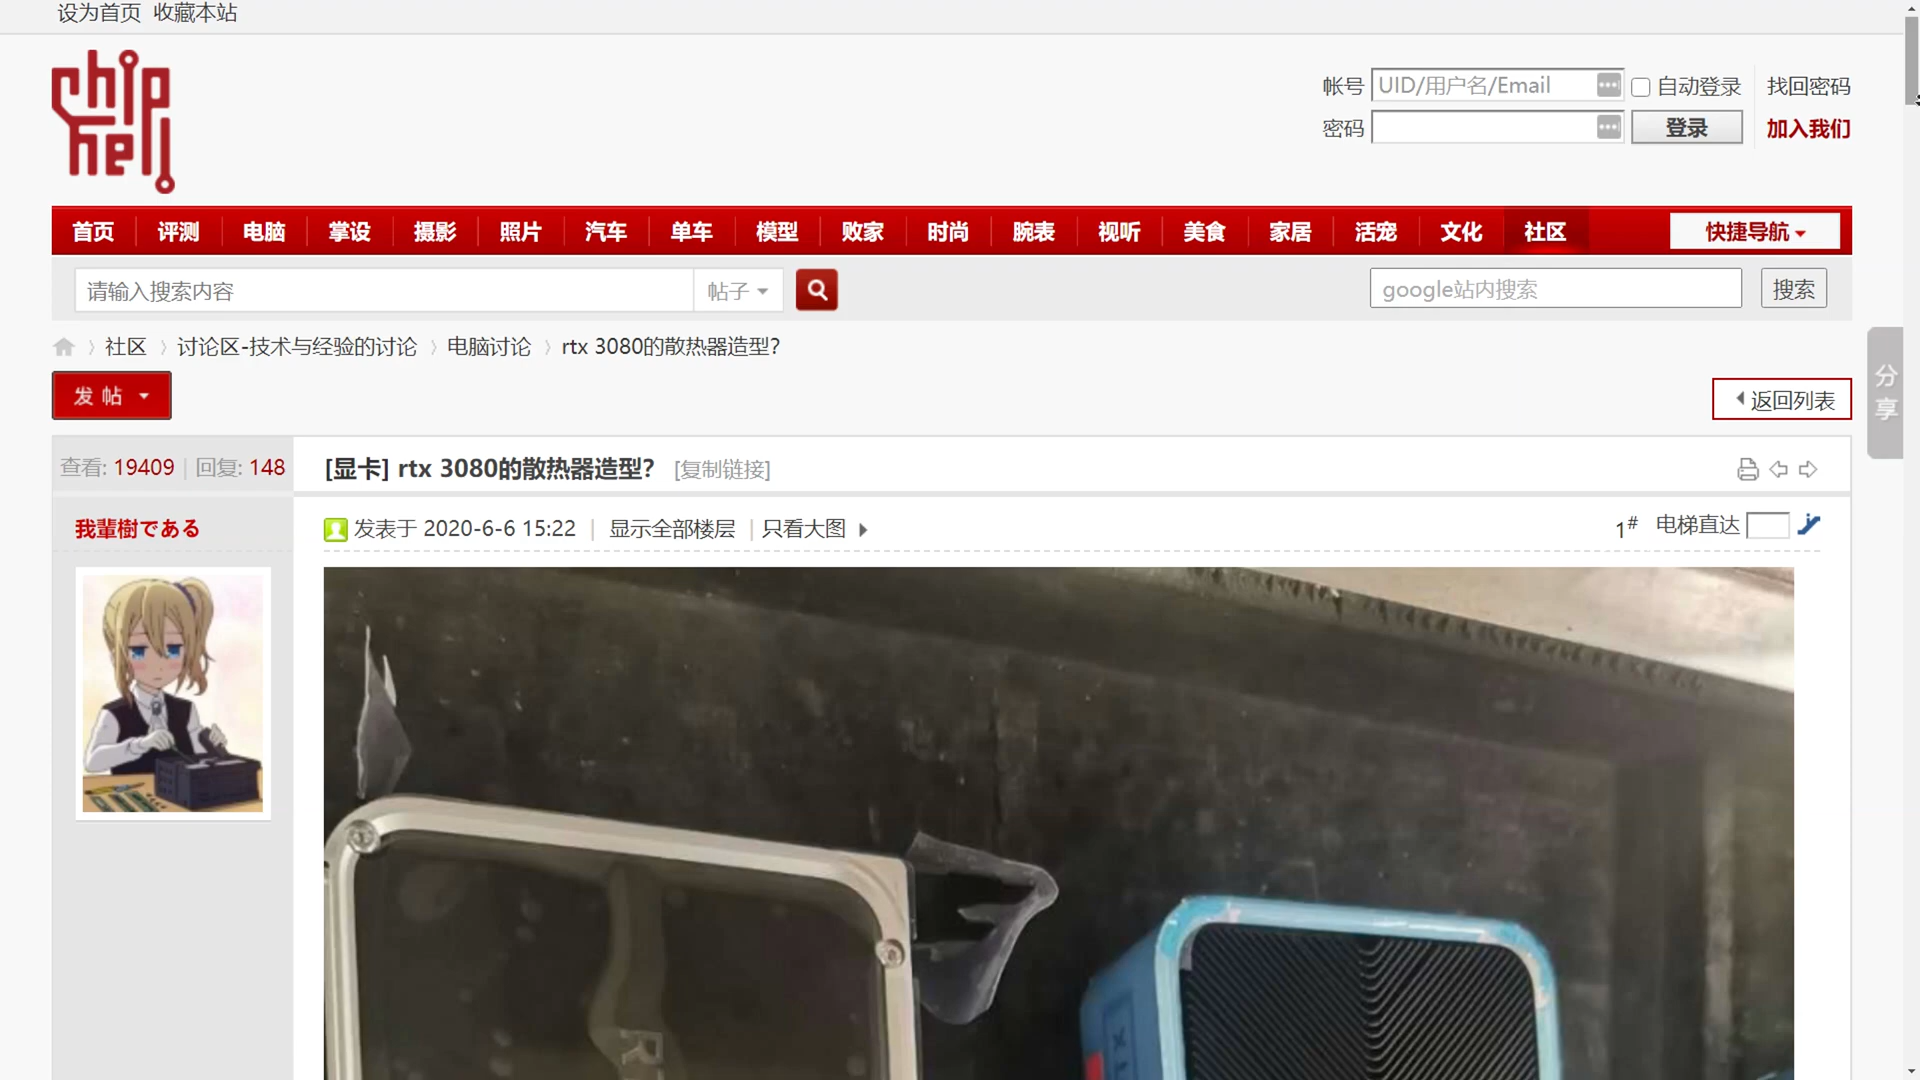 设为首页 收藏本站
chip hell
帐号 UID/用户名/Email 自动登录 找回密码
密码 登录 加入我们
首页 评测 电脑 掌设 摄影 照片 汽车 单车 模型 败家 时尚 腕表 视听 美食 家居 活宠 文化 社区 快捷导航
请输入搜索内容 帖子 google站内搜索 搜索
社区 讨论区-技术与经验的讨论 电脑讨论 rtx 3080的散热器造型?
发帖 返回列表
分享
查看: 19409 | 回复: 148 [显卡] rtx 3080的散热器造型? [复制链接]
我輩樹である 发表于 2020-6-6 15:22 | 显示全部楼层 | 只看大图 1# 电梯直达